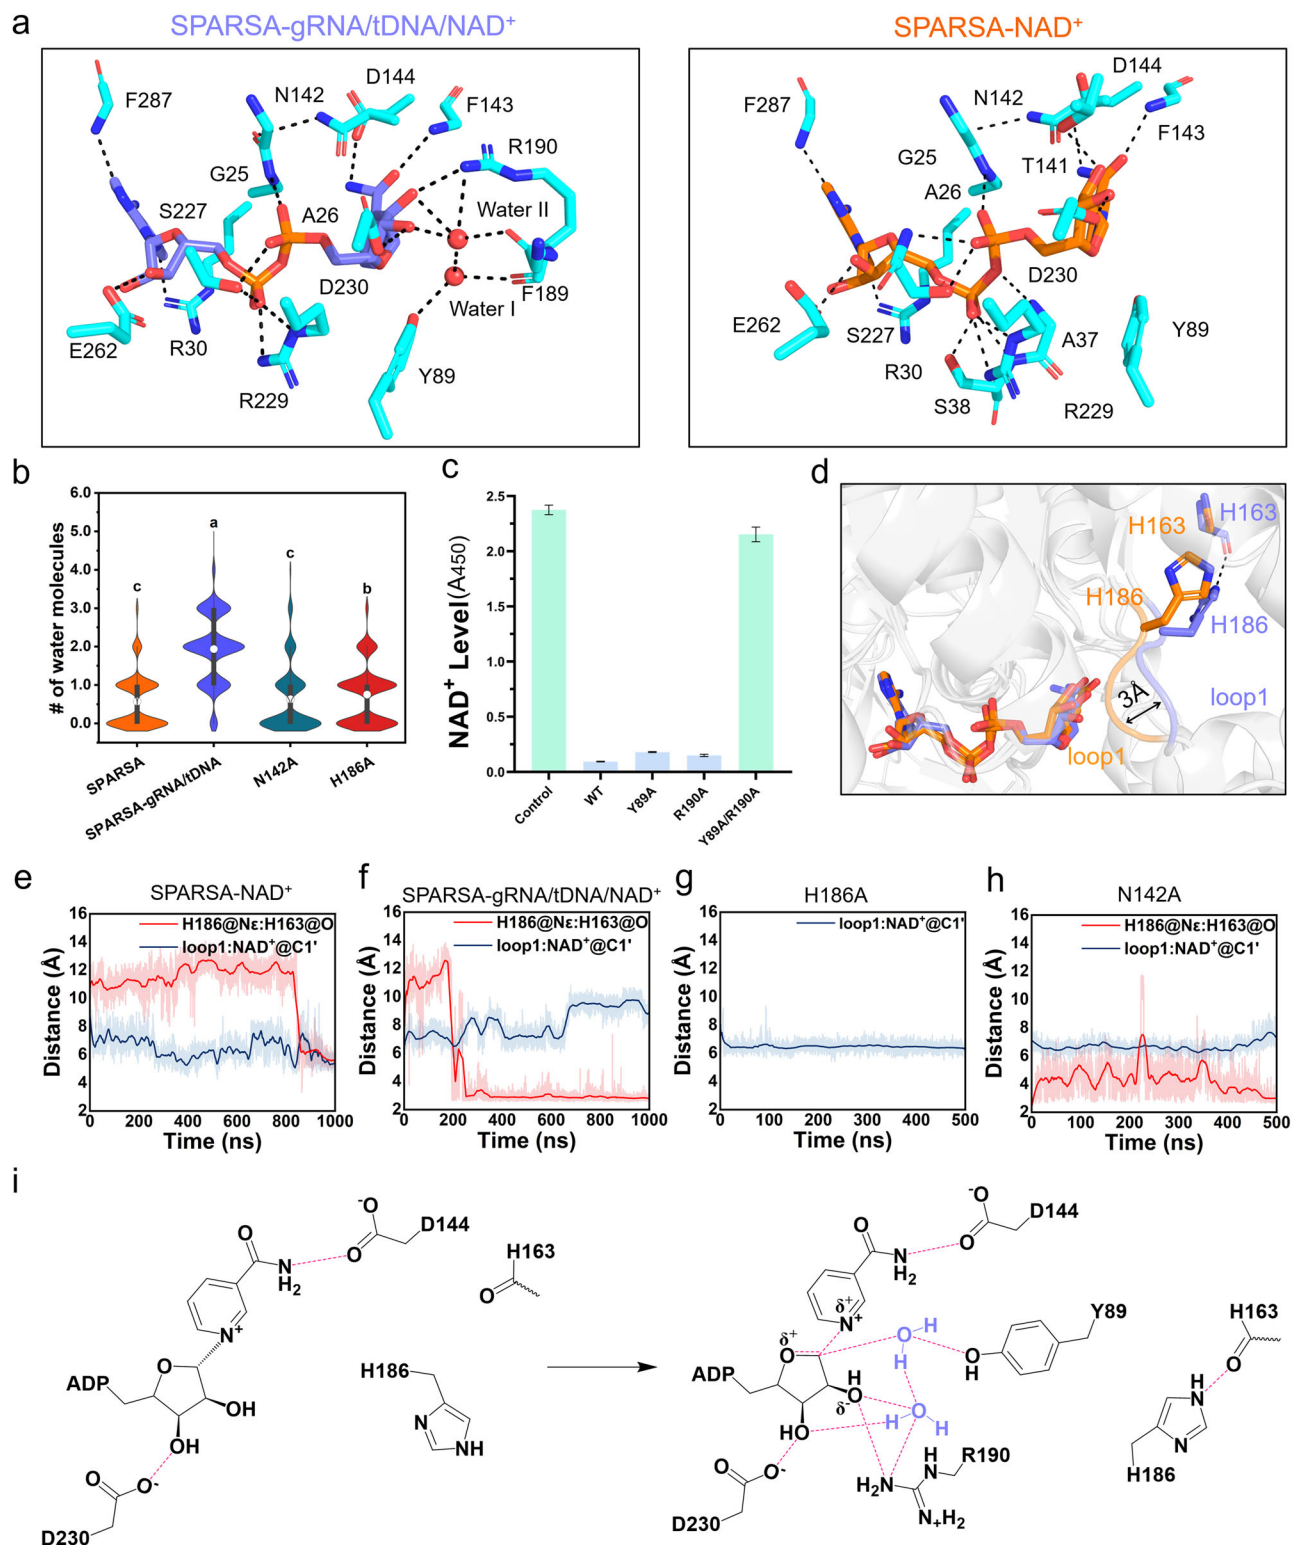 a
SPARSA-gRNA/tDNA/NAD+
SPARSA-NAD+
F287
N142
D144
F143
R190
G25
S227
A26
Water II
D230
Water I
F189
E262
R30
R229
Y89
F287
N142
D144
F143
G25
T141
A26
D230
E262
S227
A37
Y89
R30
S38
R229
b
# of water molecules
6.0
5.0
4.0
3.0
2.0
1.0
0.0
c
a
c
b
SPARSA
SPARSA-gRNA/tDNA
N142A
H186A
c
NAD+ Level(A450)
2.5
2.0
1.5
1.0
0.5
0.0
Control
WT
Y89A
R190A
Y89A/R190A
d
H163
H163
H186
H186
3Å
loop1
loop1
e
SPARSA-NAD+
H186@Nε:H163@O
loop1:NAD+@C1'
Distance (Å)
16
14
12
10
8
6
4
2
0 200 400 600 800 1000
Time (ns)
f
SPARSA-gRNA/tDNA/NAD+
H186@Nε:H163@O
loop1:NAD+@C1'
Distance (Å)
16
14
12
10
8
6
4
2
0 200 400 600 800 1000
Time (ns)
g
H186A
loop1:NAD+@C1'
Distance (Å)
16
14
12
10
8
6
4
2
0 100 200 300 400 500
Time (ns)
h
N142A
H186@Nε:H163@O
loop1:NAD+@C1'
Distance (Å)
16
14
12
10
8
6
4
2
0 100 200 300 400 500
Time (ns)
i
-O
D144
O
O
N
H2
H163
O
N+
O
ADP
OH
OH
O
O-
D230
H186
N
NH
-O
D144
O
O
N
H2
δ+
N+
H
O
H
Y89
O
H
H163
O
δ+
O
ADP
H
O
δ-
H
O
H
HO
O
O-
D230
H
N
R190
H2N
N+H2
H
N
N
H186